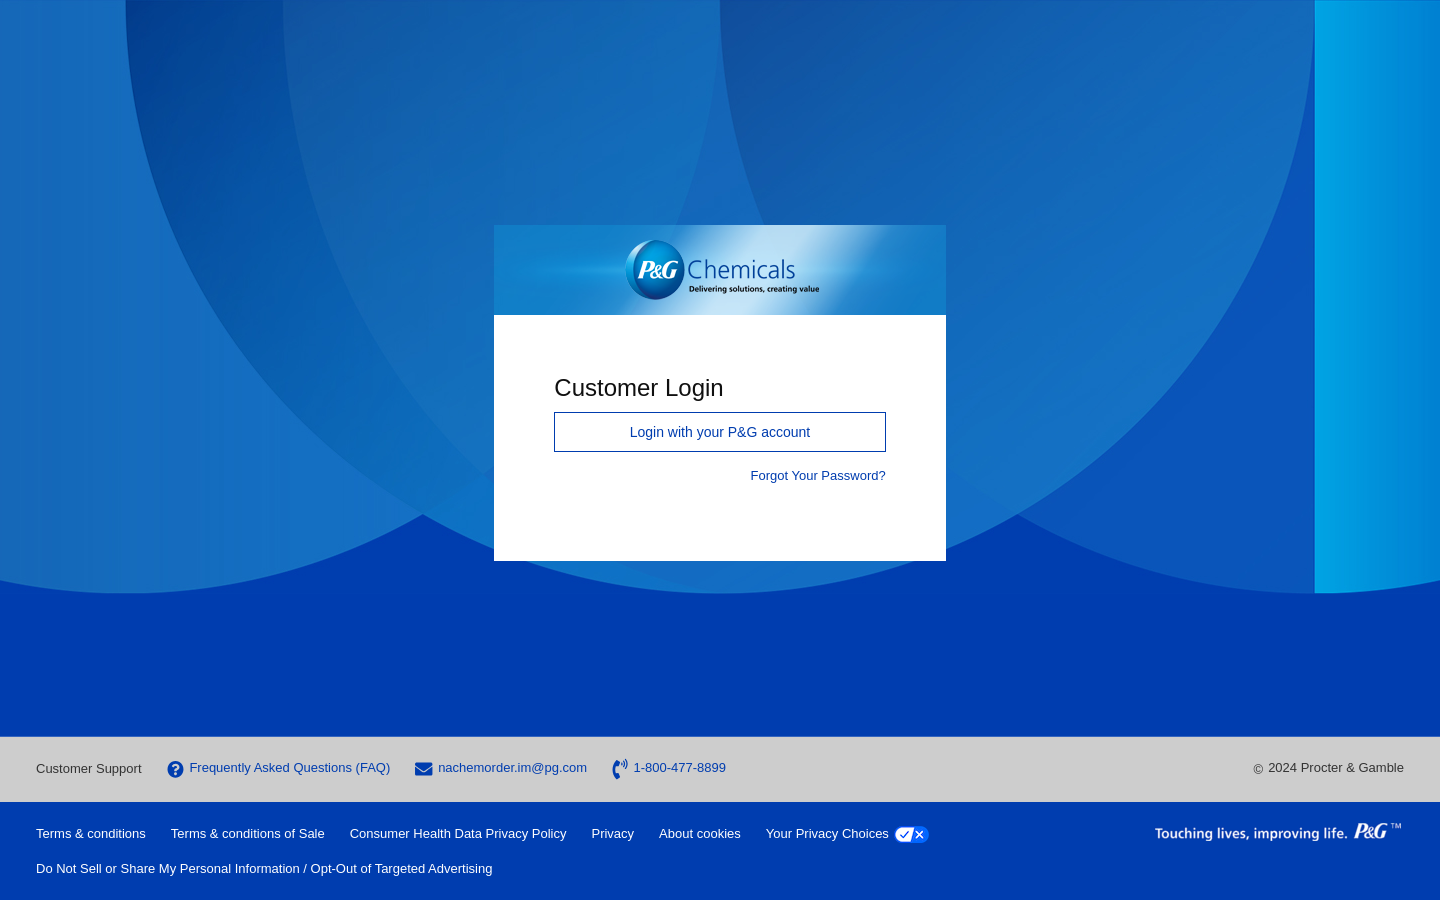 P&G Chemicals
Delivering solutions, creating value
Customer Login
Login with your P&G account
Forgot Your Password?
Customer Support
Frequently Asked Questions (FAQ)
nachemorder.im@pg.com
1-800-477-8899
© 2024 Procter & Gamble
Terms & conditions
Terms & conditions of Sale
Consumer Health Data Privacy Policy
Privacy
About cookies
Your Privacy Choices
Touching lives, improving life. P&G™
Do Not Sell or Share My Personal Information / Opt-Out of Targeted Advertising